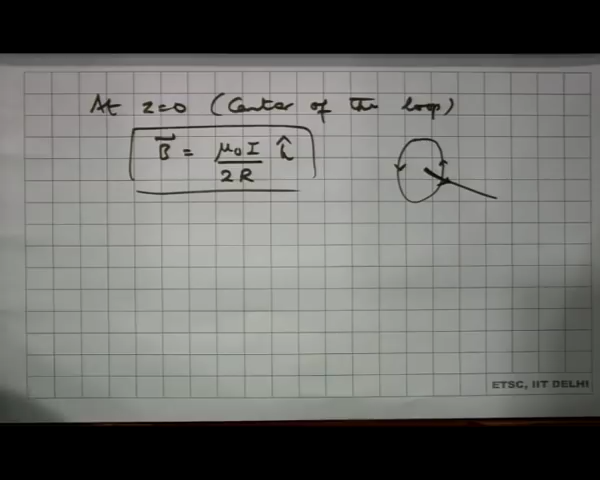 At z=0 (Center of the loop)
B⃗ = μ₀I / 2R î
ETSC, IIT DELHI